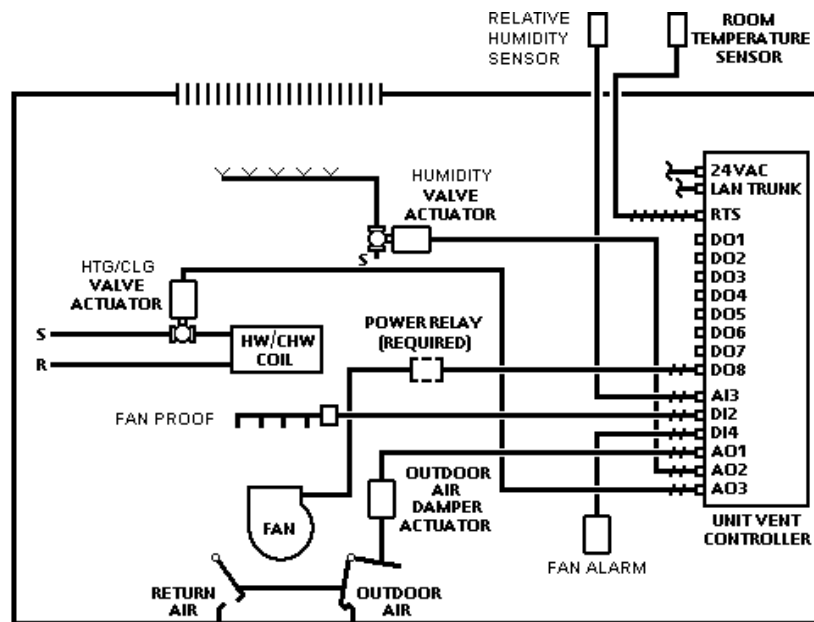 RELATIVE
HUMIDITY
SENSOR
ROOM
TEMPERATURE
SENSOR
HUMIDITY
VALVE
ACTUATOR
S
HTG/CLG
VALVE
ACTUATOR
S
R
HW/CHW
COIL
POWER RELAY
(REQUIRED)
FAN PROOF
FAN
OUTDOOR
AIR
DAMPER
ACTUATOR
RETURN
AIR
OUTDOOR
AIR
FAN ALARM
24VAC
LAN TRUNK
RTS
DO1
DO2
DO3
DO4
DO5
DO6
DO7
DO8
AI3
DI2
DI4
AO1
AO2
AO3
UNIT VENT
CONTROLLER